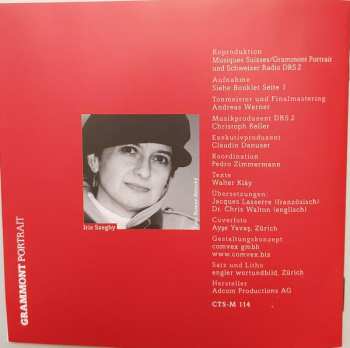 Koproduktion
Musiques Suisses/Grammont Portrait
und Schweizer Radio DRS 2
Aufnahme
Siehe Booklet Seite 1
Tonmeister und Finalmastering
Andreas Werner
Musikproduzent DRS 2
Christoph Keller
Exekutivproduzent
Claudio Danuser
Koordination
Pedro Zimmermann
Texte
Walter Kläy
Übersetzungen
Jacques Lasserre (französisch)
Dr. Chris Walton (englisch)
Coverfoto
Ayşe Yavaş, Zürich
Gestaltungskonzept
comvex gmbh
www.comvex.biz
Satz und Litho
engler wortundbild, Zürich
Hersteller
Adcom Productions AG
CTS-M 114
Iris Szeghy
GRAMMONT PORTRAIT